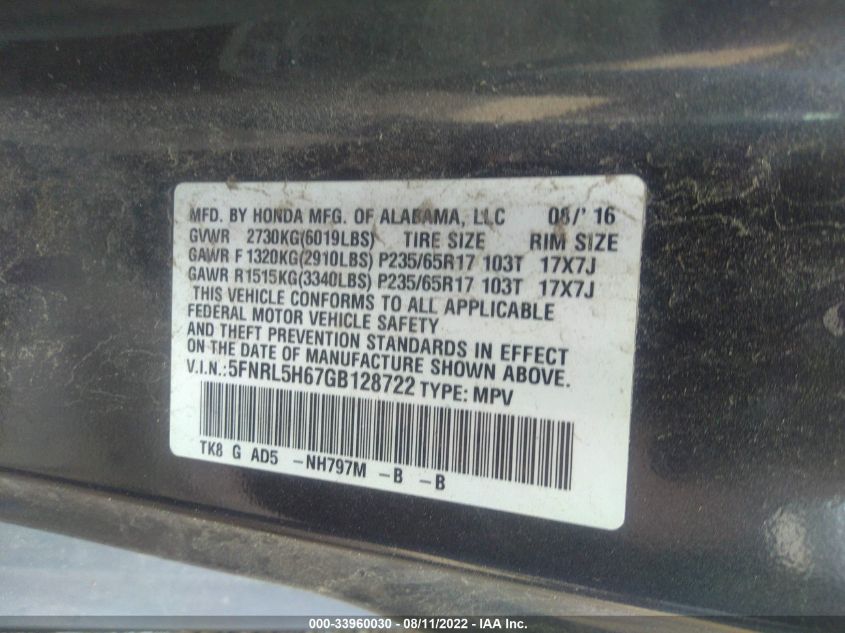 MFD. BY HONDA MFG. OF ALABAMA, LLC 08/'16
GVWR 2730KG(6019LBS) TIRE SIZE RIM SIZE
GAWR F 1320KG(2910LBS) P235/65R17 103T 17X7J
GAWR R 1515KG(3340LBS) P235/65R17 103T 17X7J
THIS VEHICLE CONFORMS TO ALL APPLICABLE
FEDERAL MOTOR VEHICLE SAFETY
AND THEFT PREVENTION STANDARDS IN EFFECT
ON THE DATE OF MANUFACTURE SHOWN ABOVE.
V.I.N.:5FNRL5H67GB128722 TYPE: MPV
TK8 G AD5 -NH797M -B -B
000-33960030 - 08/11/2022 - IAA Inc.